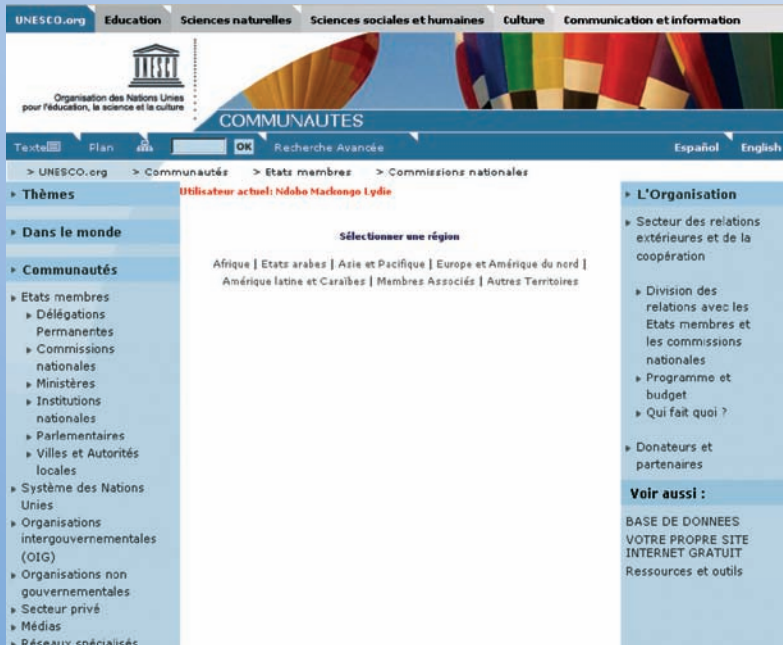 UNESCO.org Education Sciences naturelles Sciences sociales et humaines Culture Communication et information
Organisation des Nations Unies
pour l'éducation, la science et la culture
COMMUNAUTES
Texte Plan OK Recherche Avancée Español English
> UNESCO.org > Communautés > Etats membres > Commissions nationales
Thèmes
Dans le monde
Communautés
Etats membres
Délégations
Permanentes
Commissions
nationales
Ministères
Institutions
nationales
Parlementaires
Villes et Autorités
locales
Système des Nations
Unies
Organisations
intergouvernementales
(OIG)
Organisations non
gouvernementales
Secteur privé
Médias
Réseaux spécialisés
Utilisateur actuel: Ndobo Mackongo Lydie
Sélectionner une région
Afrique | Etats arabes | Asie et Pacifique | Europe et Amérique du nord |
Amérique latine et Caraïbes | Membres Associés | Autres Territoires
L'Organisation
Secteur des relations
extérieures et de la
coopération
Division des
relations avec les
Etats membres et
les commissions
nationales
Programme et
budget
Qui fait quoi ?
Donateurs et
partenaires
Voir aussi :
BASE DE DONNEES
VOTRE PROPRE SITE
INTERNET GRATUIT
Ressources et outils